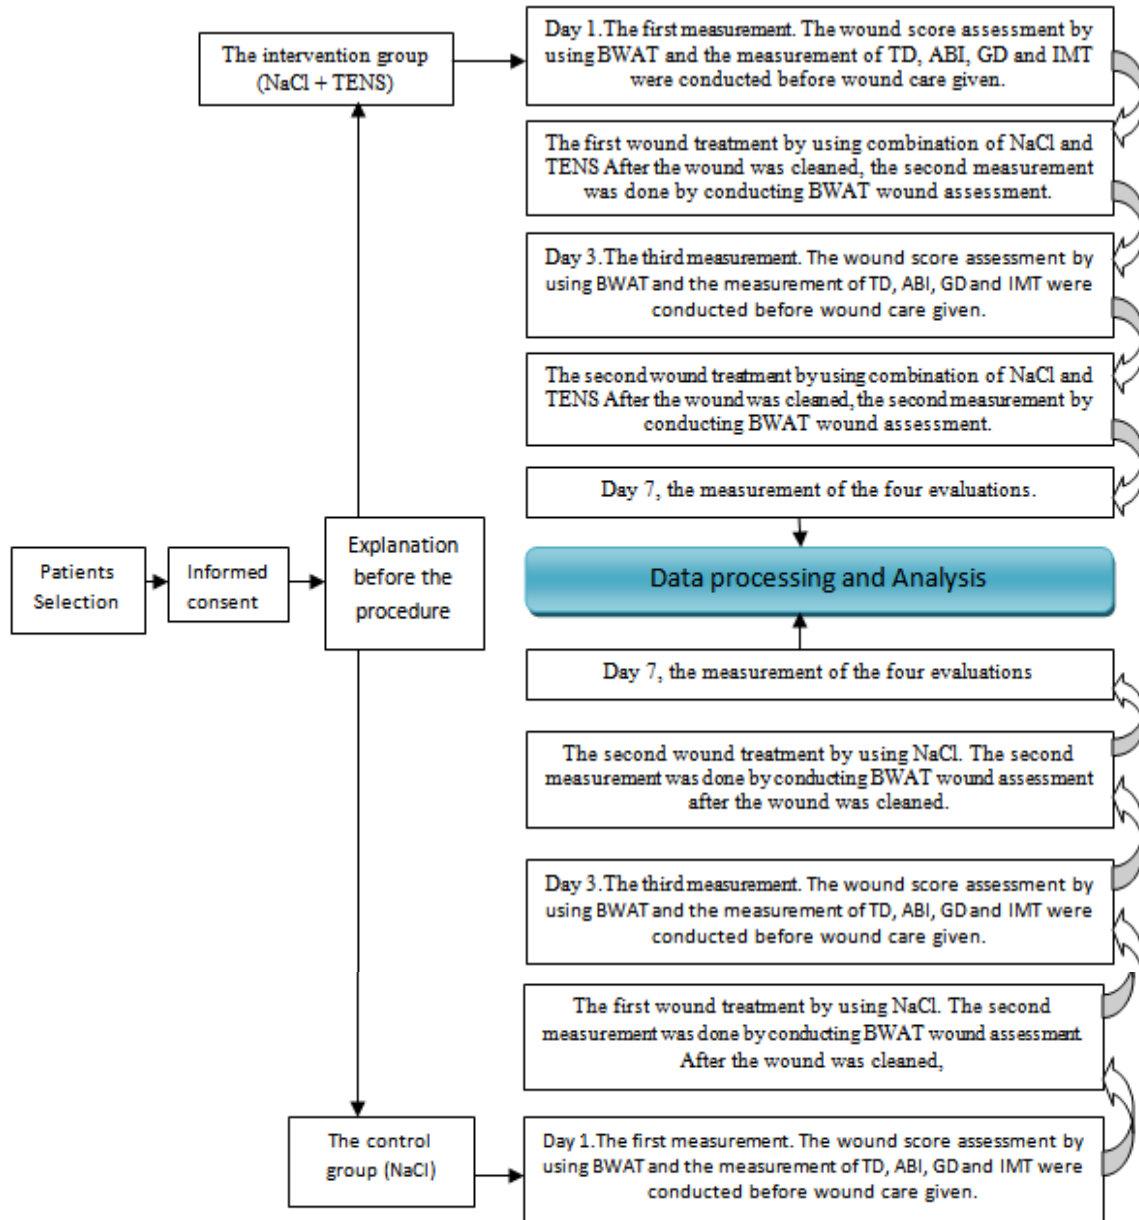 The intervention group
(NaCl + TENS)
Day 1.The first measurement. The wound score assessment by
using BWAT and the measurement of TD, ABI, GD and IMT
were conducted before wound care given.
The first wound treatment by using combination of NaCl and
TENS After the wound was cleaned, the second measurement
was done by conducting BWAT wound assessment.
Day 3.The third measurement. The wound score assessment by
using BWAT and the measurement of TD, ABI, GD and IMT were
conducted before wound care given.
The second wound treatment by using combination of NaCl and
TENS After the wound was cleaned, the second measurement by
conducting BWAT wound assessment.
Day 7, the measurement of the four evaluations.
Patients
Selection
Informed
consent
Explanation
before the
procedure
Data processing and Analysis
Day 7, the measurement of the four evaluations
The second wound treatment by using NaCl. The second
measurement was done by conducting BWAT wound assessment
after the wound was cleaned.
Day 3.The third measurement. The wound score assessment by
using BWAT and the measurement of TD, ABI, GD and IMT were
conducted before wound care given.
The first wound treatment by using NaCl. The second
measurement was done by conducting BWAT wound assessment
After the wound was cleaned,
The control
group (NaCl)
Day 1.The first measurement. The wound score assessment by
using BWAT and the measurement of TD, ABI, GD and IMT were
conducted before wound care given.